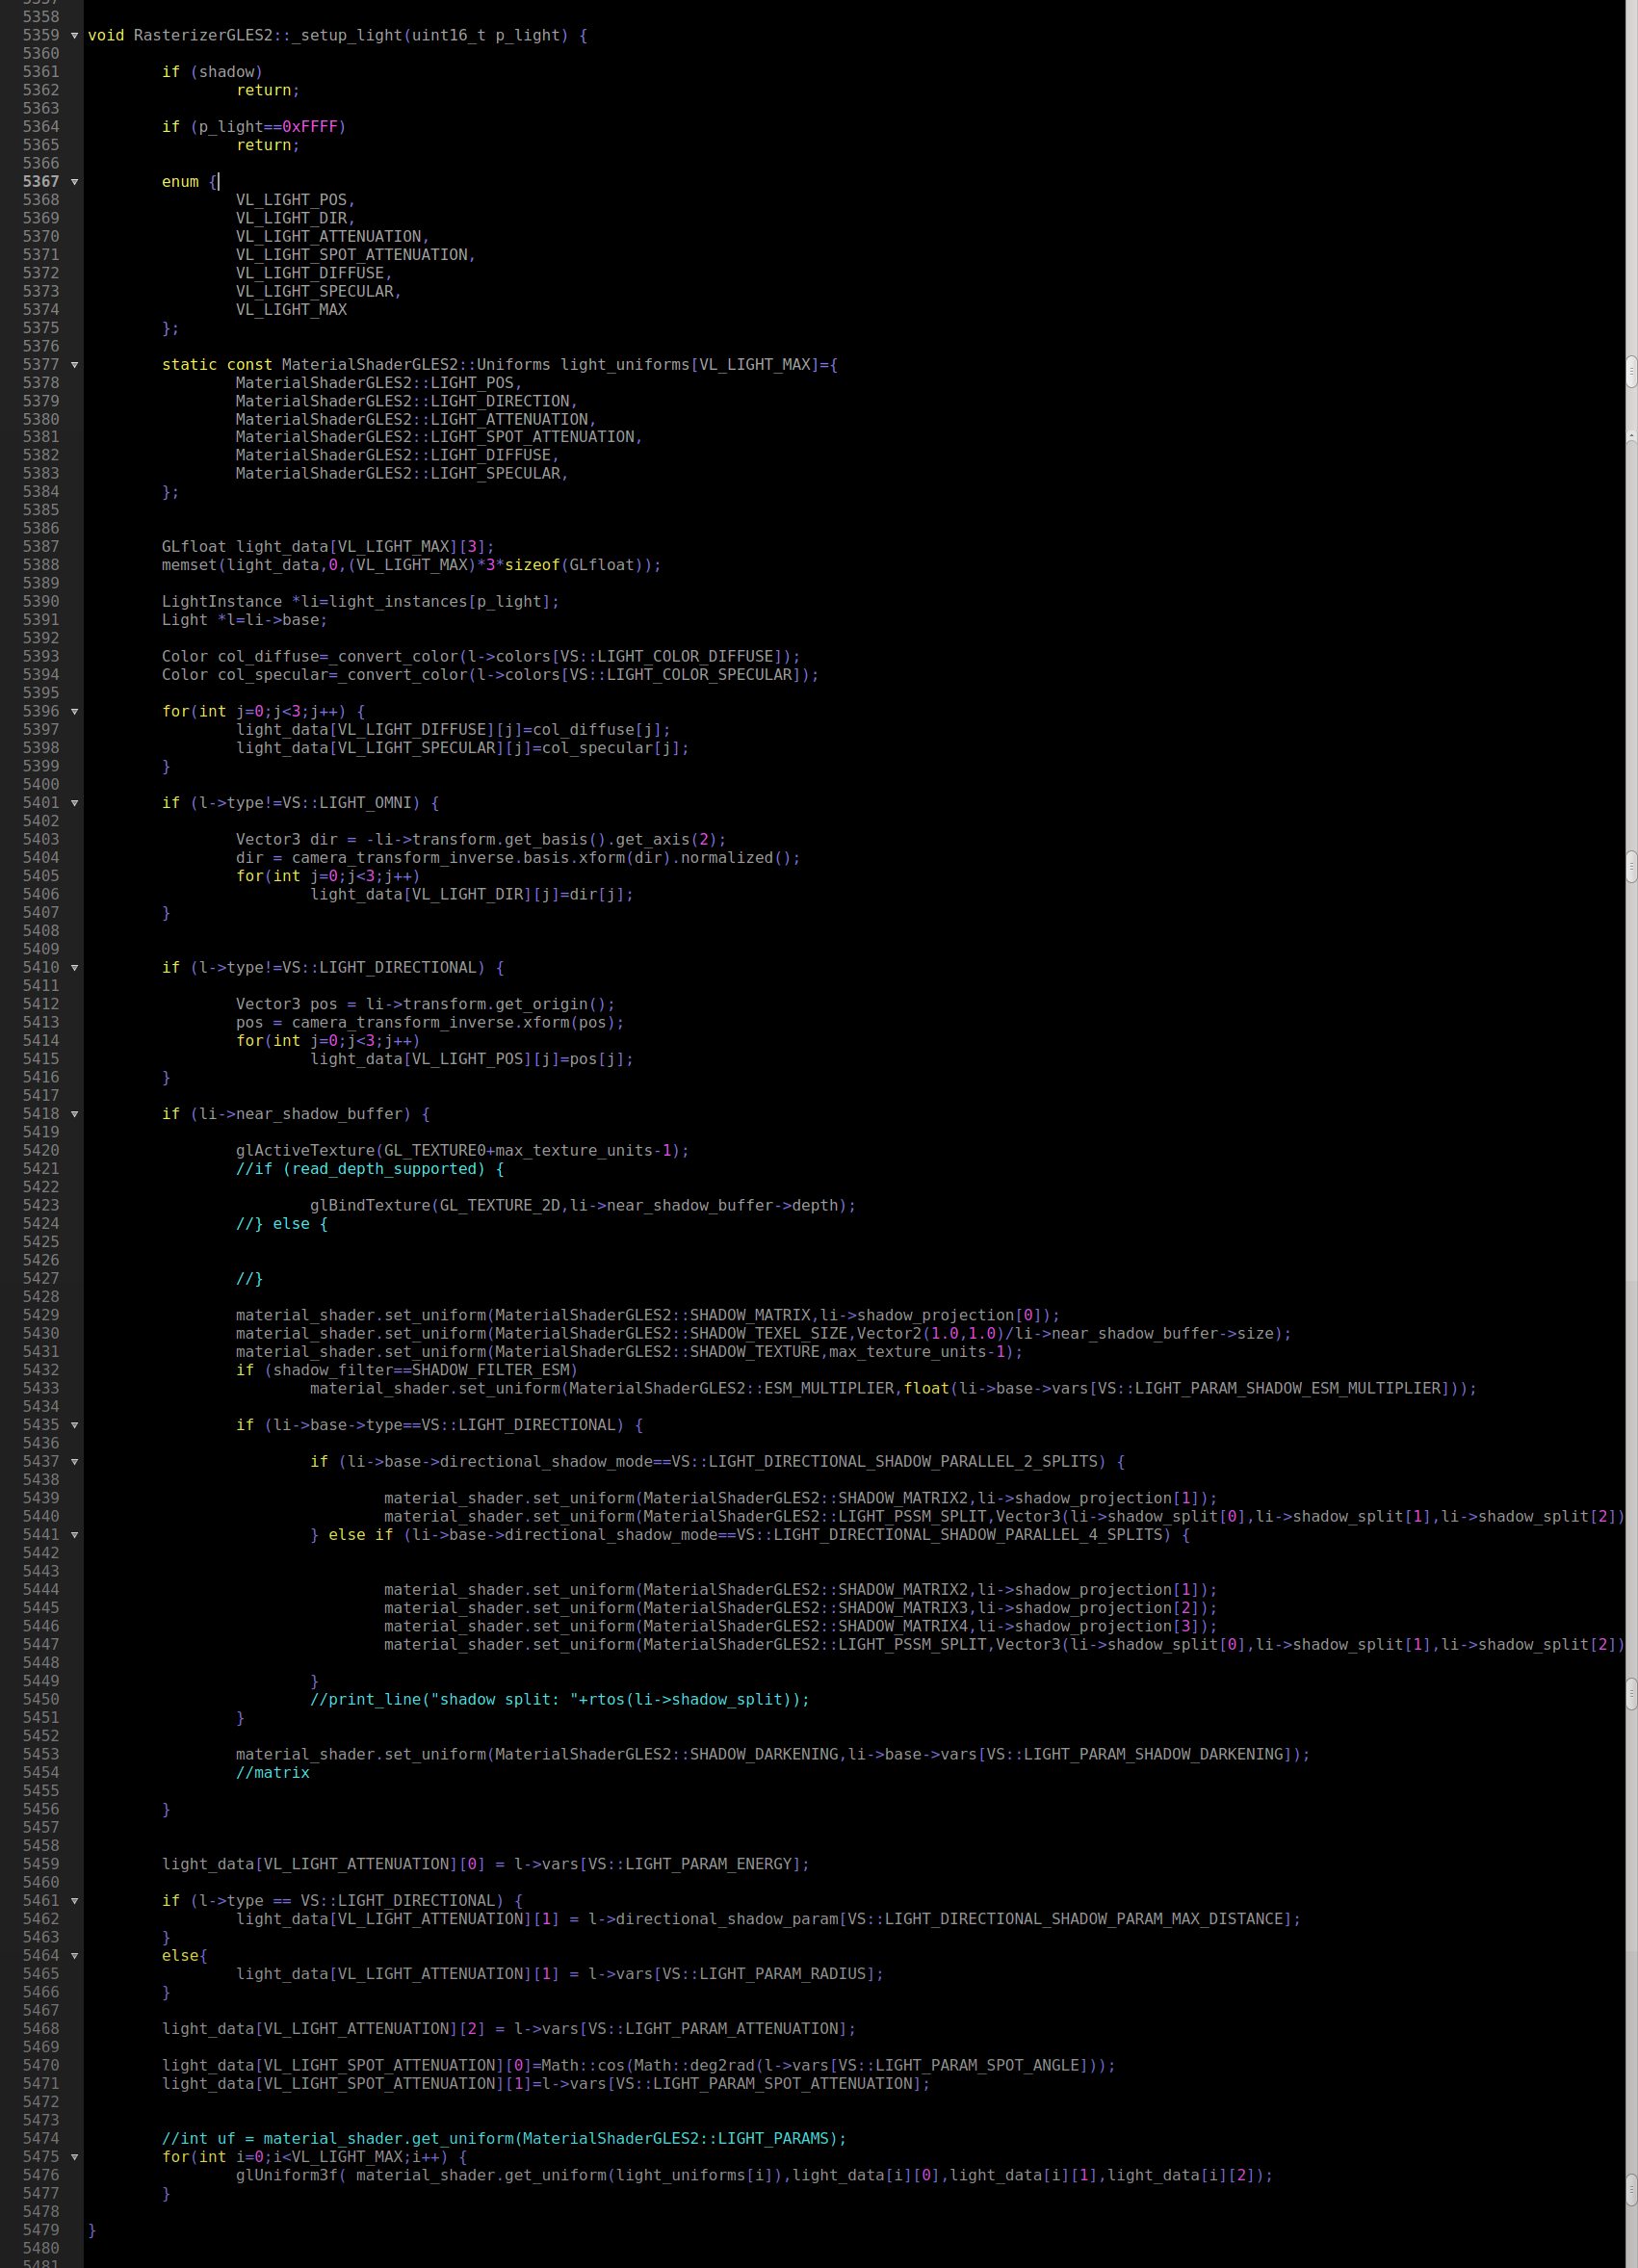 5357
5358
5359 void RasterizerGLES2::_setup_light(uint16_t p_light) {
5360
5361 if (shadow)
5362 return;
5363
5364 if (p_light==0xFFFF)
5365 return;
5366
5367 enum {
5368 VL_LIGHT_POS,
5369 VL_LIGHT_DIR,
5370 VL_LIGHT_ATTENUATION,
5371 VL_LIGHT_SPOT_ATTENUATION,
5372 VL_LIGHT_DIFFUSE,
5373 VL_LIGHT_SPECULAR,
5374 VL_LIGHT_MAX
5375 };
5376
5377 static const MaterialShaderGLES2::Uniforms light_uniforms[VL_LIGHT_MAX]={
5378 MaterialShaderGLES2::LIGHT_POS,
5379 MaterialShaderGLES2::LIGHT_DIRECTION,
5380 MaterialShaderGLES2::LIGHT_ATTENUATION,
5381 MaterialShaderGLES2::LIGHT_SPOT_ATTENUATION,
5382 MaterialShaderGLES2::LIGHT_DIFFUSE,
5383 MaterialShaderGLES2::LIGHT_SPECULAR,
5384 };
5385
5386
5387 GLfloat light_data[VL_LIGHT_MAX][3];
5388 memset(light_data,0,(VL_LIGHT_MAX)*3*sizeof(GLfloat));
5389
5390 LightInstance *li=light_instances[p_light];
5391 Light *l=li->base;
5392
5393 Color col_diffuse=_convert_color(l->colors[VS::LIGHT_COLOR_DIFFUSE]);
5394 Color col_specular=_convert_color(l->colors[VS::LIGHT_COLOR_SPECULAR]);
5395
5396 for(int j=0;j<3;j++) {
5397 light_data[VL_LIGHT_DIFFUSE][j]=col_diffuse[j];
5398 light_data[VL_LIGHT_SPECULAR][j]=col_specular[j];
5399 }
5400
5401 if (l->type!=VS::LIGHT_OMNI) {
5402
5403 Vector3 dir = -li->transform.get_basis().get_axis(2);
5404 dir = camera_transform_inverse.basis.xform(dir).normalized();
5405 for(int j=0;j<3;j++)
5406 light_data[VL_LIGHT_DIR][j]=dir[j];
5407 }
5408
5409
5410 if (l->type!=VS::LIGHT_DIRECTIONAL) {
5411
5412 Vector3 pos = li->transform.get_origin();
5413 pos = camera_transform_inverse.xform(pos);
5414 for(int j=0;j<3;j++)
5415 light_data[VL_LIGHT_POS][j]=pos[j];
5416 }
5417
5418 if (li->near_shadow_buffer) {
5419
5420 glActiveTexture(GL_TEXTURE0+max_texture_units-1);
5421 //if (read_depth_supported) {
5422
5423 glBindTexture(GL_TEXTURE_2D,li->near_shadow_buffer->depth);
5424 //} else {
5425
5426
5427 //}
5428
5429 material_shader.set_uniform(MaterialShaderGLES2::SHADOW_MATRIX,li->shadow_projection[0]);
5430 material_shader.set_uniform(MaterialShaderGLES2::SHADOW_TEXEL_SIZE,Vector2(1.0,1.0)/li->near_shadow_buffer->size);
5431 material_shader.set_uniform(MaterialShaderGLES2::SHADOW_TEXTURE,max_texture_units-1);
5432 if (shadow_filter==SHADOW_FILTER_ESM)
5433 material_shader.set_uniform(MaterialShaderGLES2::ESM_MULTIPLIER,float(li->base->vars[VS::LIGHT_PARAM_SHADOW_ESM_MULTIPLIER]));
5434
5435 if (li->base->type==VS::LIGHT_DIRECTIONAL) {
5436
5437 if (li->base->directional_shadow_mode==VS::LIGHT_DIRECTIONAL_SHADOW_PARALLEL_2_SPLITS) {
5438
5439 material_shader.set_uniform(MaterialShaderGLES2::SHADOW_MATRIX2,li->shadow_projection[1]);
5440 material_shader.set_uniform(MaterialShaderGLES2::LIGHT_PSSM_SPLIT,Vector3(li->shadow_split[0],li->shadow_split[1],li->shadow_split[2])
5441 } else if (li->base->directional_shadow_mode==VS::LIGHT_DIRECTIONAL_SHADOW_PARALLEL_4_SPLITS) {
5442
5443
5444 material_shader.set_uniform(MaterialShaderGLES2::SHADOW_MATRIX2,li->shadow_projection[1]);
5445 material_shader.set_uniform(MaterialShaderGLES2::SHADOW_MATRIX3,li->shadow_projection[2]);
5446 material_shader.set_uniform(MaterialShaderGLES2::SHADOW_MATRIX4,li->shadow_projection[3]);
5447 material_shader.set_uniform(MaterialShaderGLES2::LIGHT_PSSM_SPLIT,Vector3(li->shadow_split[0],li->shadow_split[1],li->shadow_split[2])
5448
5449 }
5450 //print_line("shadow split: "+rtos(li->shadow_split));
5451 }
5452
5453 material_shader.set_uniform(MaterialShaderGLES2::SHADOW_DARKENING,li->base->vars[VS::LIGHT_PARAM_SHADOW_DARKENING]);
5454 //matrix
5455
5456 }
5457
5458
5459 light_data[VL_LIGHT_ATTENUATION][0] = l->vars[VS::LIGHT_PARAM_ENERGY];
5460
5461 if (l->type == VS::LIGHT_DIRECTIONAL) {
5462 light_data[VL_LIGHT_ATTENUATION][1] = l->directional_shadow_param[VS::LIGHT_DIRECTIONAL_SHADOW_PARAM_MAX_DISTANCE];
5463 }
5464 else{
5465 light_data[VL_LIGHT_ATTENUATION][1] = l->vars[VS::LIGHT_PARAM_RADIUS];
5466 }
5467
5468 light_data[VL_LIGHT_ATTENUATION][2] = l->vars[VS::LIGHT_PARAM_ATTENUATION];
5469
5470 light_data[VL_LIGHT_SPOT_ATTENUATION][0]=Math::cos(Math::deg2rad(l->vars[VS::LIGHT_PARAM_SPOT_ANGLE]));
5471 light_data[VL_LIGHT_SPOT_ATTENUATION][1]=l->vars[VS::LIGHT_PARAM_SPOT_ATTENUATION];
5472
5473
5474 //int uf = material_shader.get_uniform(MaterialShaderGLES2::LIGHT_PARAMS);
5475 for(int i=0;i<VL_LIGHT_MAX;i++) {
5476 glUniform3f( material_shader.get_uniform(light_uniforms[i]),light_data[i][0],light_data[i][1],light_data[i][2]);
5477 }
5478
5479 }
5480
5481